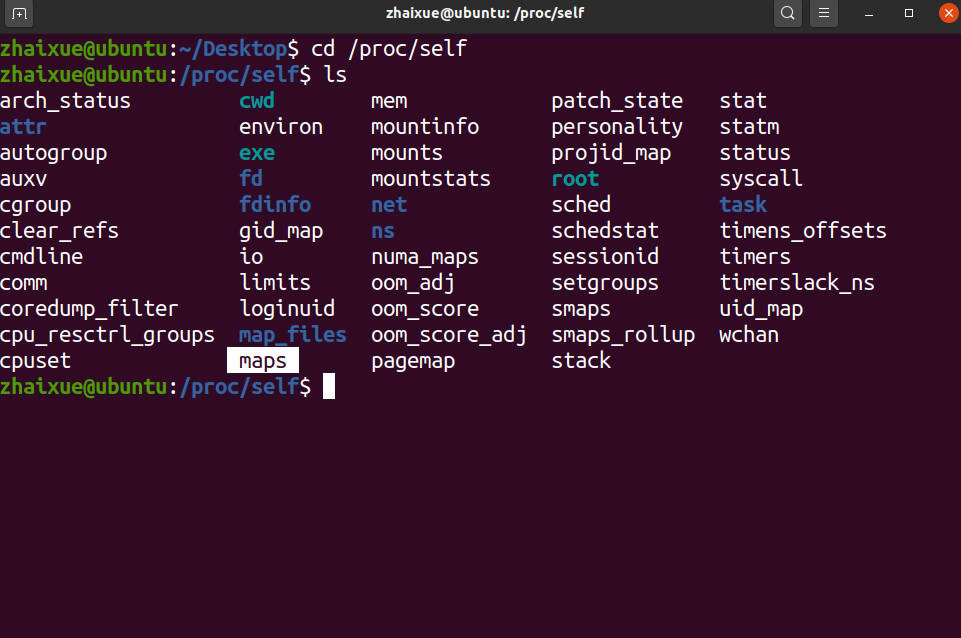 zhaixue@ubuntu: /proc/self
zhaixue@ubuntu:~/Desktop$ cd /proc/self
zhaixue@ubuntu:/proc/self$ ls
arch_status cwd mem patch_state stat
attr environ mountinfo personality statm
autogroup exe mounts projid_map status
auxv fd mountstats root syscall
cgroup fdinfo net sched task
clear_refs gid_map ns schedstat timens_offsets
cmdline io numa_maps sessionid timers
comm limits oom_adj setgroups timerslack_ns
coredump_filter loginuid oom_score smaps uid_map
cpu_resctrl_groups map_files oom_score_adj smaps_rollup wchan
cpuset maps pagemap stack
zhaixue@ubuntu:/proc/self$